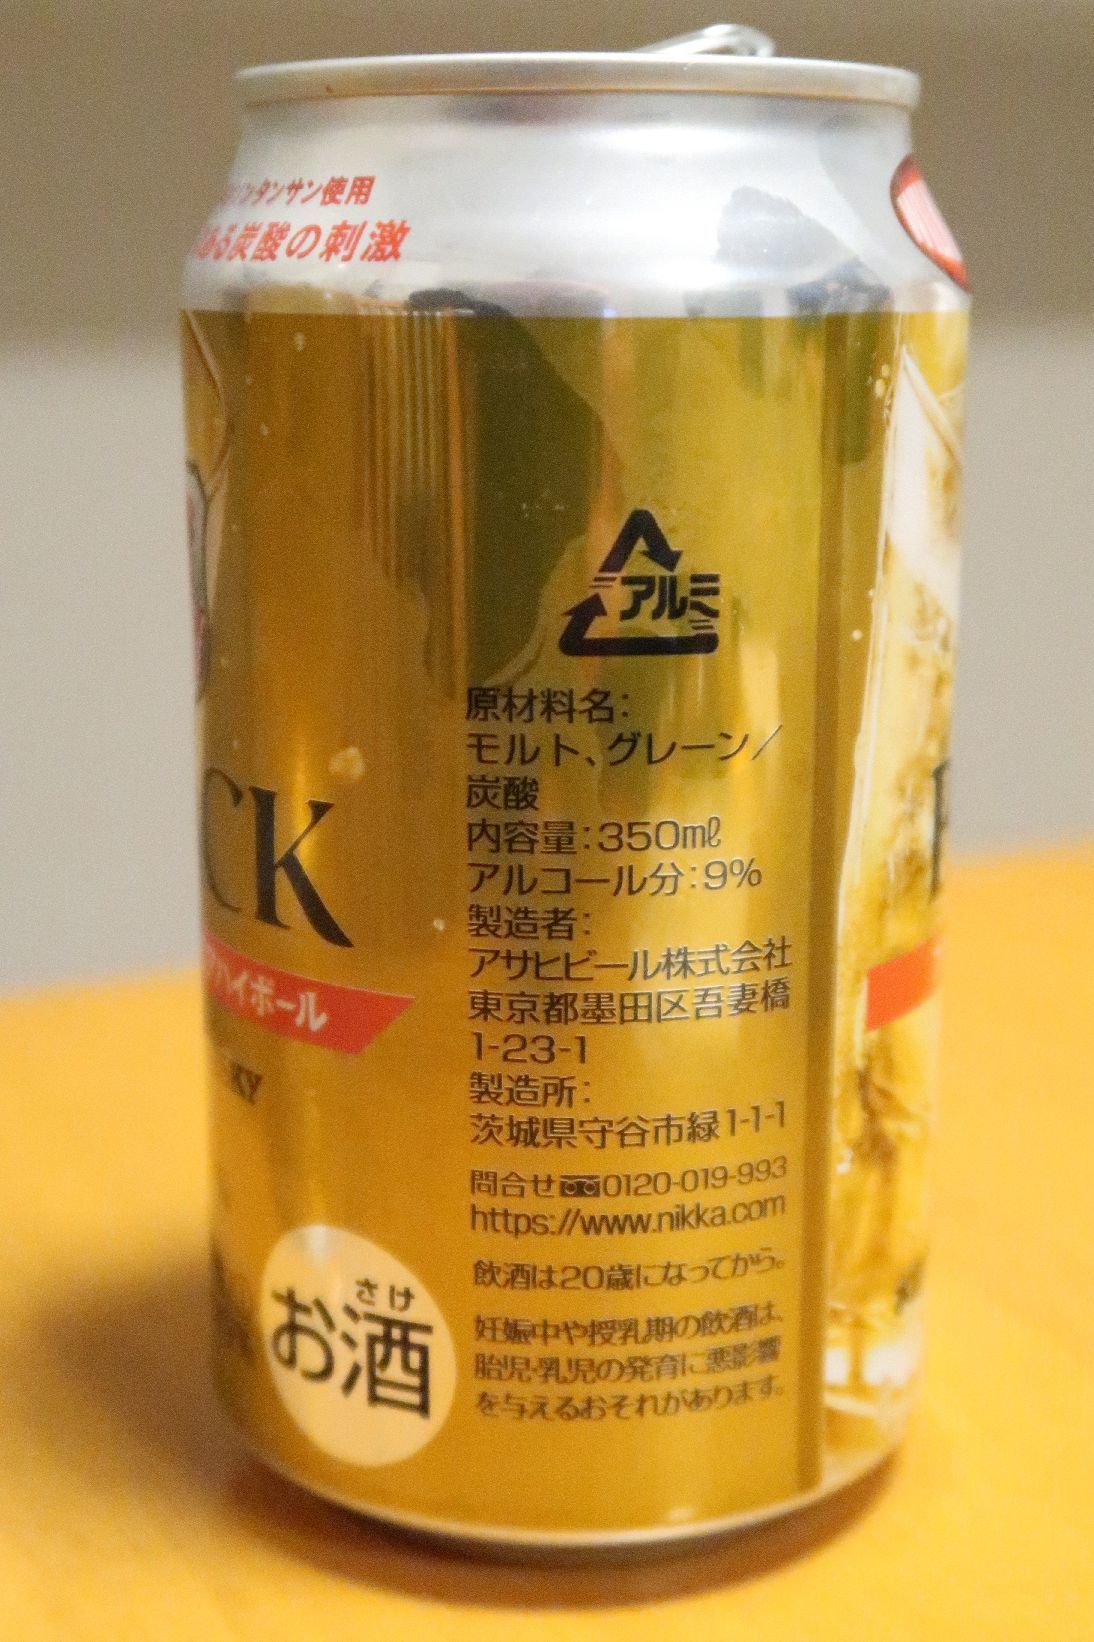 タンサン使用
ある炭酸の刺激
アルミ
原材料名:
モルト、グレーン/
炭酸
内容量:350ml
アルコール分:9%
製造者:
アサヒビール株式会社
東京都墨田区吾妻橋
1-23-1
製造所:
茨城県守谷市緑1-1-1
問合せ 0120-019-993
https://www.nikka.com
飲酒は20歳になってから。
妊娠中や授乳期の飲酒は、
胎児・乳児の発育に悪影響
を与えるおそれがあります。
CK
ハイボール
KY
さけ
お酒